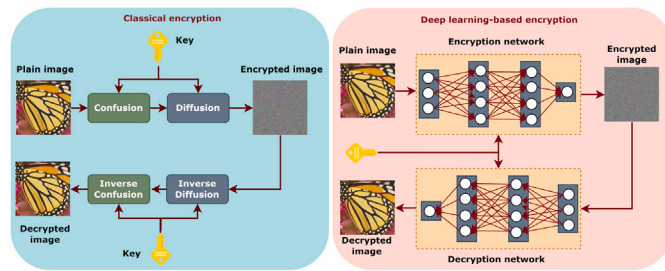 Classical encryption
Key
Plain image
Encrypted image
Confusion
Diffusion
Inverse
Confusion
Inverse
Diffusion
Decrypted
image
Key
Deep learning-based encryption
Encryption network
Plain image
Encrypted
image
Decrypted
image
Decryption network